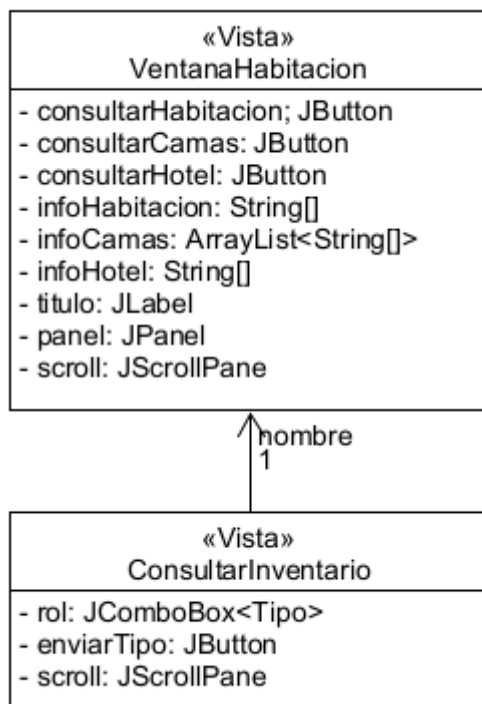 «Vista»
VentanaHabitacion
- consultarHabitacion; JButton
- consultarCamas: JButton
- consultarHotel: JButton
- infoHabitacion: String[]
- infoCamas: ArrayList<String[]>
- infoHotel: String[]
- titulo: JLabel
- panel: JPanel
- scroll: JScrollPane
nombre
1
«Vista»
ConsultarInventario
- rol: JComboBox<Tipo>
- enviarTipo: JButton
- scroll: JScrollPane